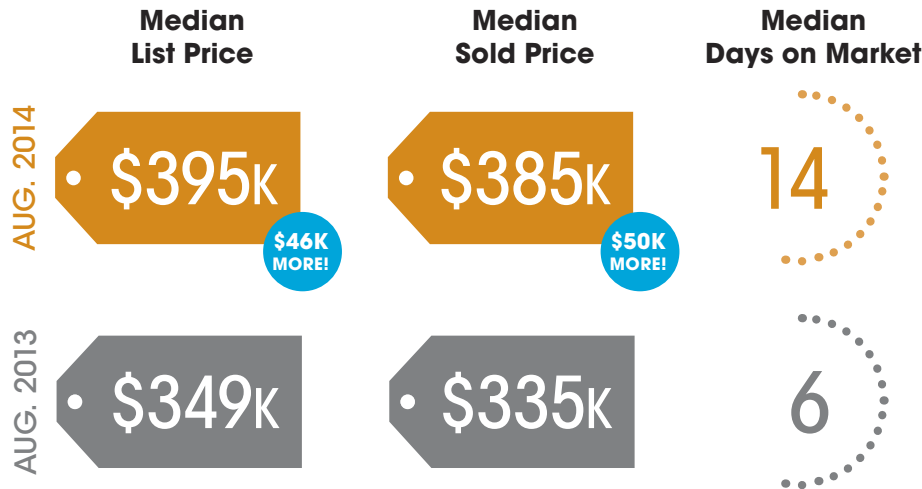 Median
List Price
Median
Sold Price
Median
Days on Market
AUG. 2014
$395K
$46K
MORE!
$385K
$50K
MORE!
14
AUG. 2013
$349K
$335K
6